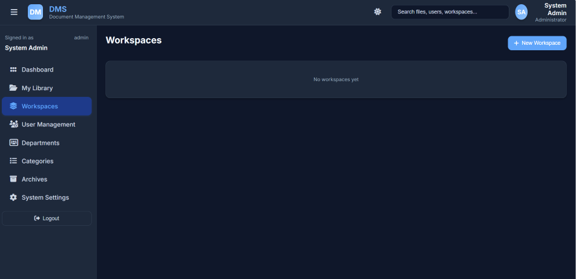 DM
DMS
Document Management System
Search files, users, workspaces...
SA
System
Admin
Administrator
Signed in as
admin
System Admin
Dashboard
My Library
Workspaces
User Management
Departments
Categories
Archives
System Settings
Logout
Workspaces
+ New Workspace
No workspaces yet